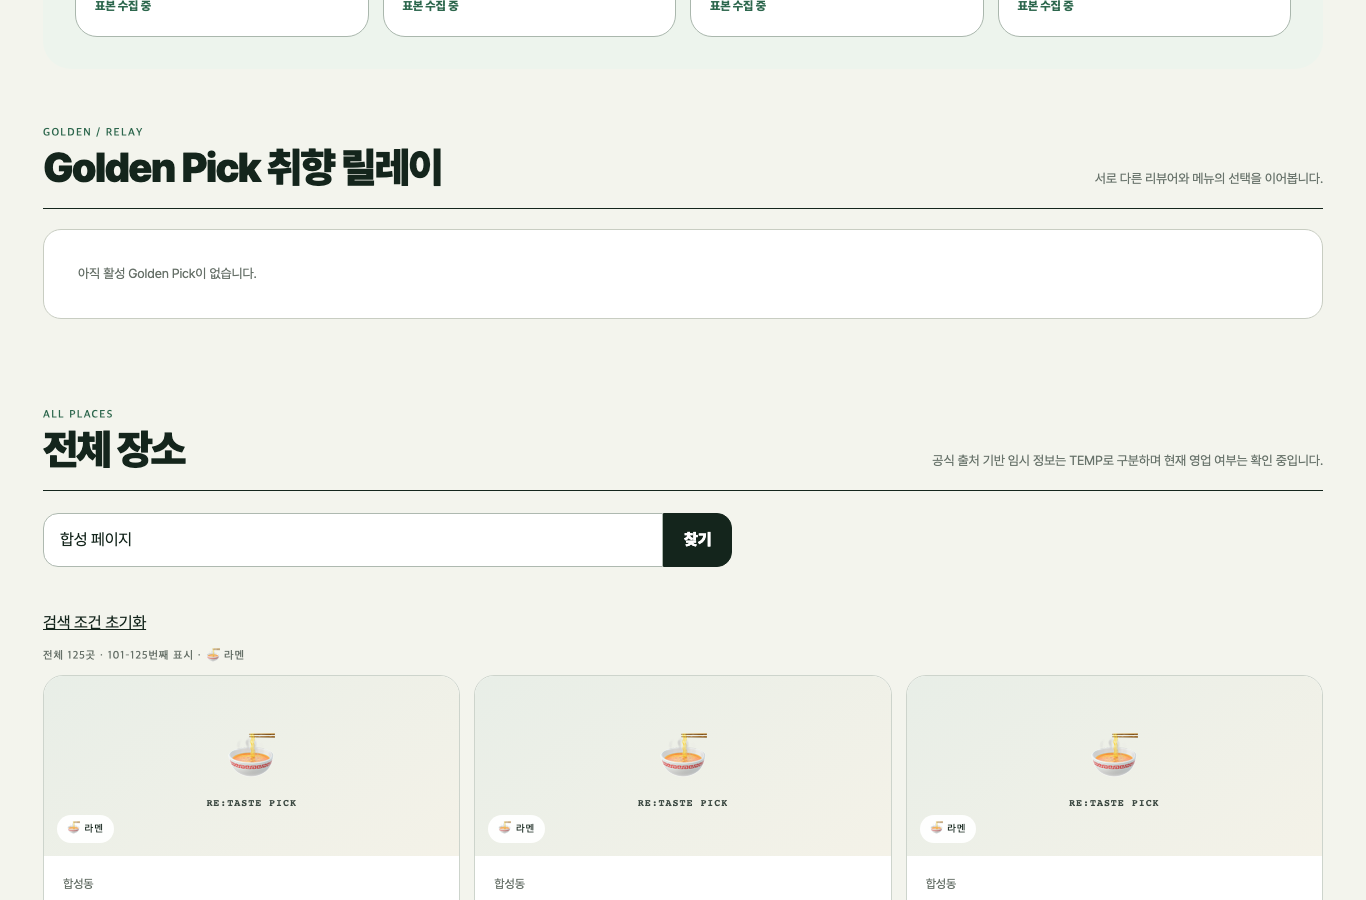 표본 수집 중 표본 수집 중 표본 수집 중 표본 수집 중
GOLDEN / RELAY
Golden Pick 취향 릴레이
서로 다른 리뷰어와 메뉴의 선택을 이어봅니다.
아직 활성 Golden Pick이 없습니다.
ALL PLACES
전체 장소
공식 출처 기반 임시 정보는 TEMP로 구분하며 현재 영업 여부는 확인 중입니다.
합성 페이지 찾기
검색 조건 초기화
전체 125곳 · 101-125번째 표시 · 🍜 라멘
RE:TASTE PICK RE:TASTE PICK RE:TASTE PICK
🍜 라멘 🍜 라멘 🍜 라멘
합성동 합성동 합성동